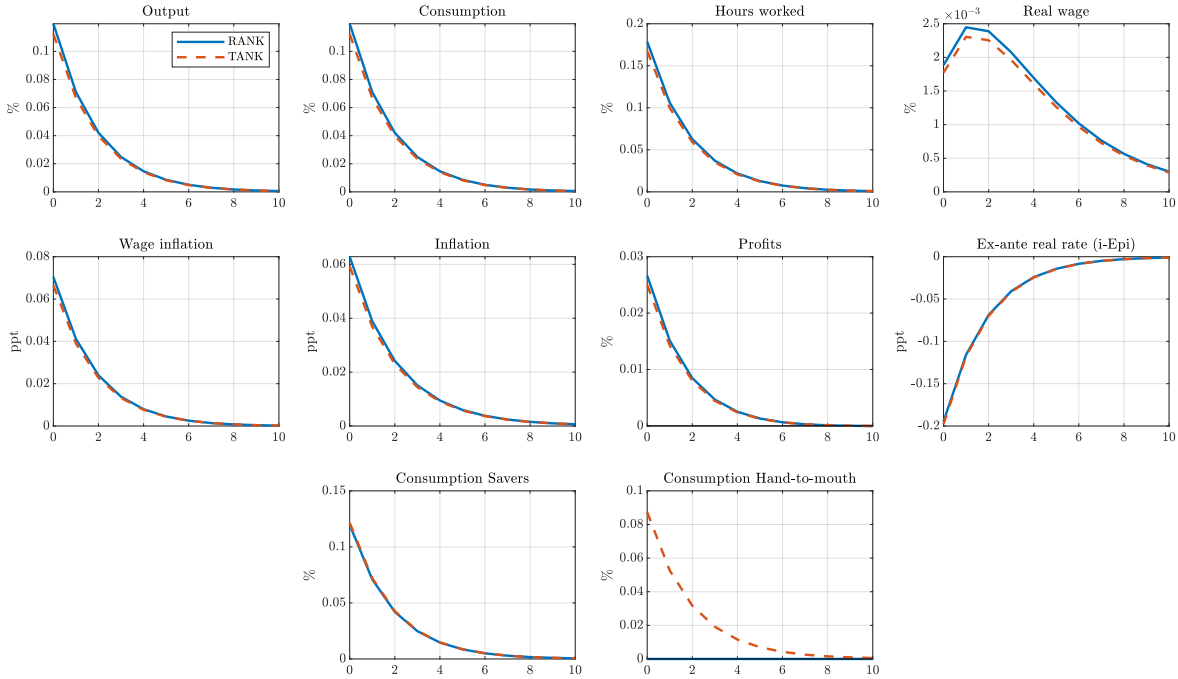 Output
RANK
TANK
%
0.1
0.08
0.06
0.04
0.02
0
0 2 4 6 8 10
Consumption
%
0.1
0.08
0.06
0.04
0.02
0
0 2 4 6 8 10
Hours worked
%
0.2
0.15
0.1
0.05
0
0 2 4 6 8 10
Real wage
×10−3
%
2.5
2
1.5
1
0.5
0
0 2 4 6 8 10
Wage inflation
ppt
0.08
0.06
0.04
0.02
0
0 2 4 6 8 10
Inflation
ppt
0.06
0.04
0.02
0
0 2 4 6 8 10
Profits
%
0.03
0.02
0.01
0
0 2 4 6 8 10
Ex-ante real rate (i-Epi)
ppt
0
−0.05
−0.1
−0.15
−0.2
0 2 4 6 8 10
Consumption Savers
%
0.15
0.1
0.05
0
0 2 4 6 8 10
Consumption Hand-to-mouth
%
0.1
0.08
0.06
0.04
0.02
0
0 2 4 6 8 10